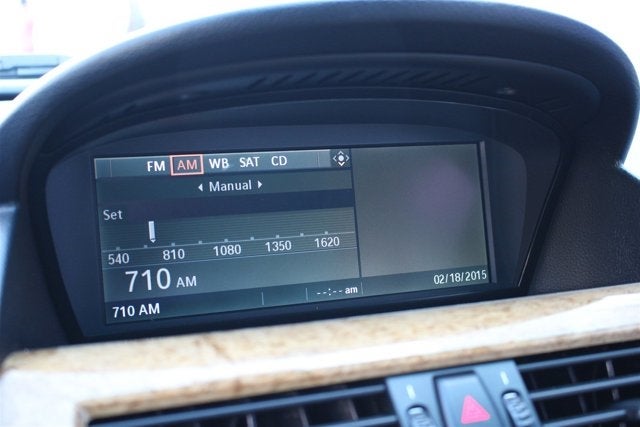 FM AM WB SAT CD
Manual
Set
540 810 1080 1350 1620
710 AM
--:-- am 02/18/2015
710 AM